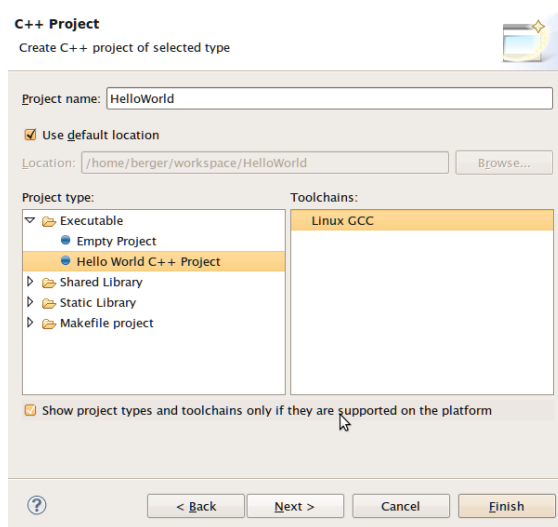 C++ Project
Create C++ project of selected type
Project name: HelloWorld
Use default location
Location: /home/berger/workspace/HelloWorld Browse...
Project type: Toolchains:
Executable Linux GCC
Empty Project
Hello World C++ Project
Shared Library
Static Library
Makefile project
Show project types and toolchains only if they are supported on the platform
? < Back Next > Cancel Finish